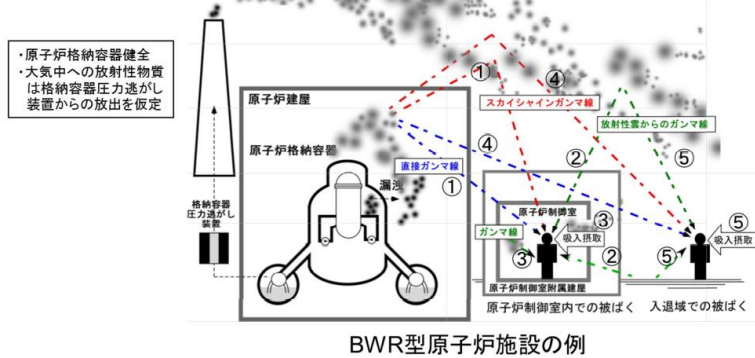 ・原子炉格納容器健全
・大気中への放射性物質
は格納容器圧力逃がし
装置からの放出を仮定
原子炉建屋
原子炉格納容器
漏洩
格納容器
圧力逃がし
装置
①
④
スカイシャインガンマ線
放射性雲からのガンマ線
④
直接ガンマ線
①
②
⑤
原子炉制御室
ガンマ線
③
吸入摂取
③
②
⑤
⑤
吸入摂取
原子炉制御室附属建屋
原子炉制御室内での被ばく
入退域での被ばく
BWR型原子炉施設の例